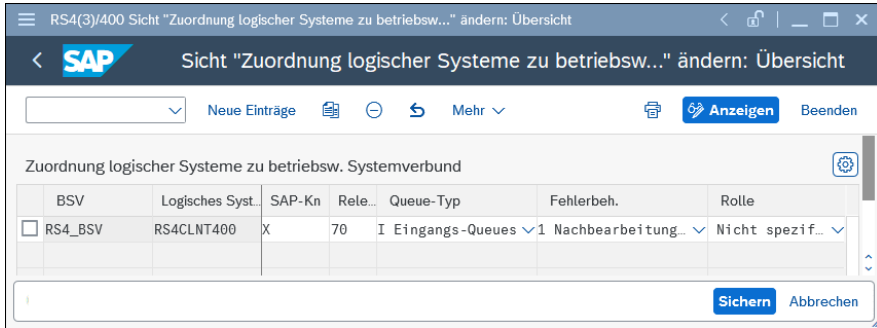 RS4(3)/400 Sicht "Zuordnung logischer Systeme zu betriebsw..." ändern: Übersicht
SAP Sicht "Zuordnung logischer Systeme zu betriebsw..." ändern: Übersicht
Neue Einträge Mehr Anzeigen Beenden
Zuordnung logischer Systeme zu betriebsw. Systemverbund
BSV Logisches Syst... SAP-Kn Rele... Queue-Typ Fehlerbeh. Rolle
RS4_BSV RS4CLNT400 X 70 I Eingangs-Queues 1 Nachbearbeitung... Nicht spezif...
Sichern Abbrechen